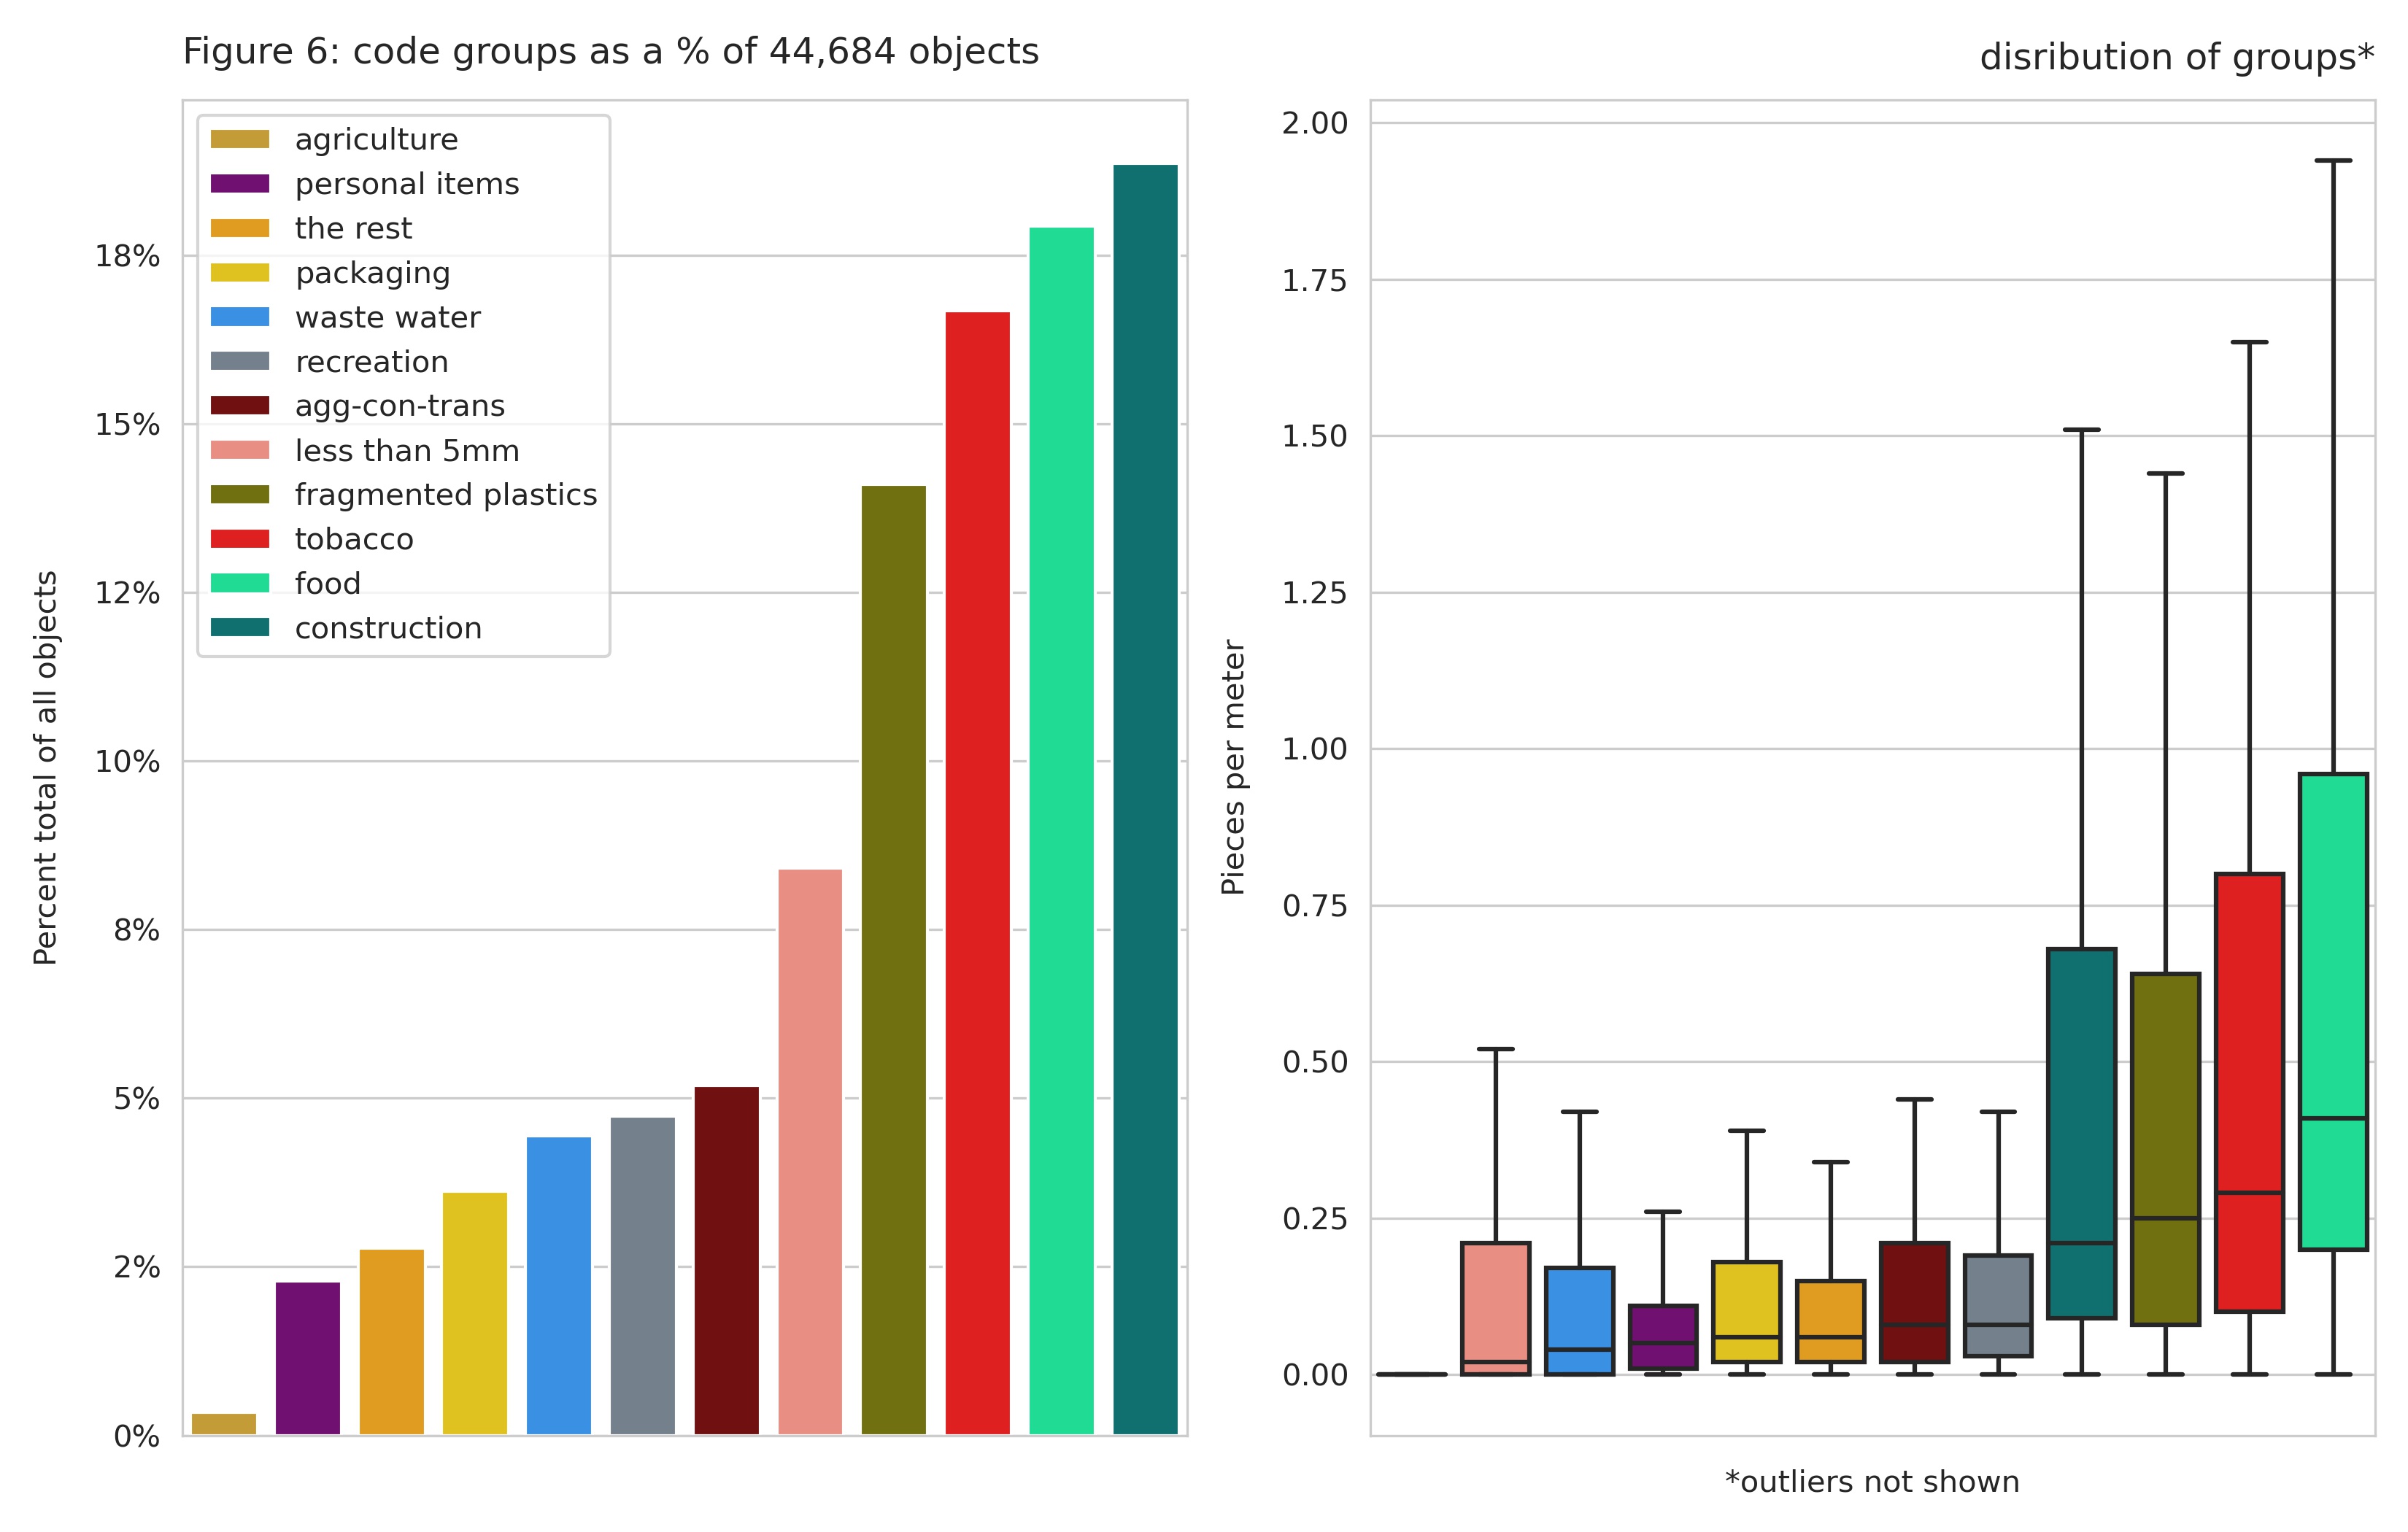 Figure 6: code groups as a % of 44,684 objects
agriculture
personal items
the rest
packaging
waste water
recreation
agg-con-trans
less than 5mm
fragmented plastics
tobacco
food
construction
18%
15%
12%
10%
8%
5%
2%
0%
Percent total of all objects
disribution of groups*
2.00
1.75
1.50
1.25
1.00
0.75
0.50
0.25
0.00
Pieces per meter
*outliers not shown